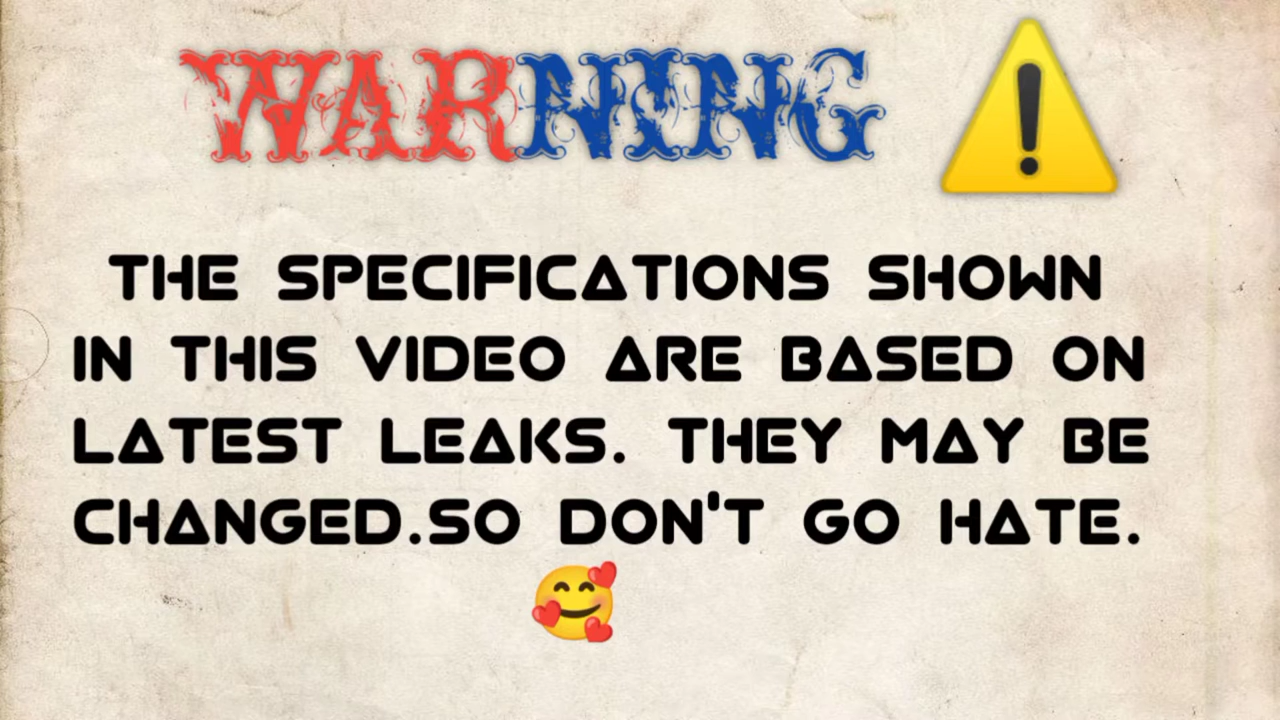 WARNING
THE SPECIFICATIONS SHOWN
IN THIS VIDEO ARE BASED ON
LATEST LEAKS. THEY MAY BE
CHANGED.SO DON'T GO HATE.